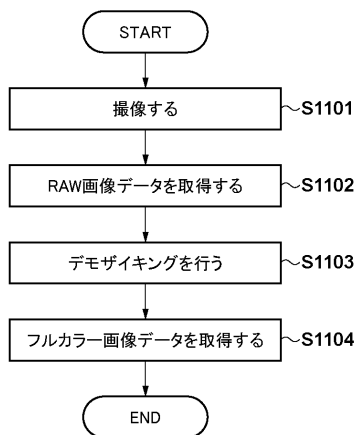 START
撮像する
S1101
RAW画像データを取得する
S1102
デモザイキングを行う
S1103
フルカラー画像データを取得する
S1104
END